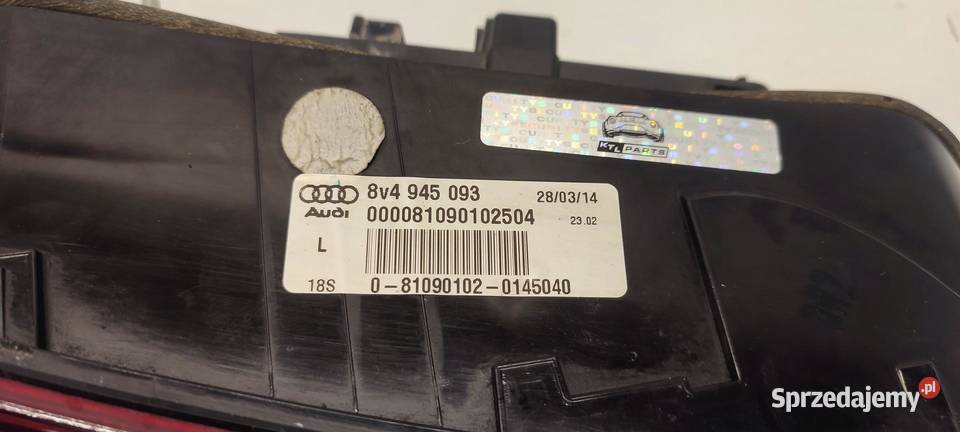 KTL PARTS
Audi 8v4 945 093 28/03/14
000081090102504 23.02
L
18S 0-81090102-0145040
Sprzedajemy.pl